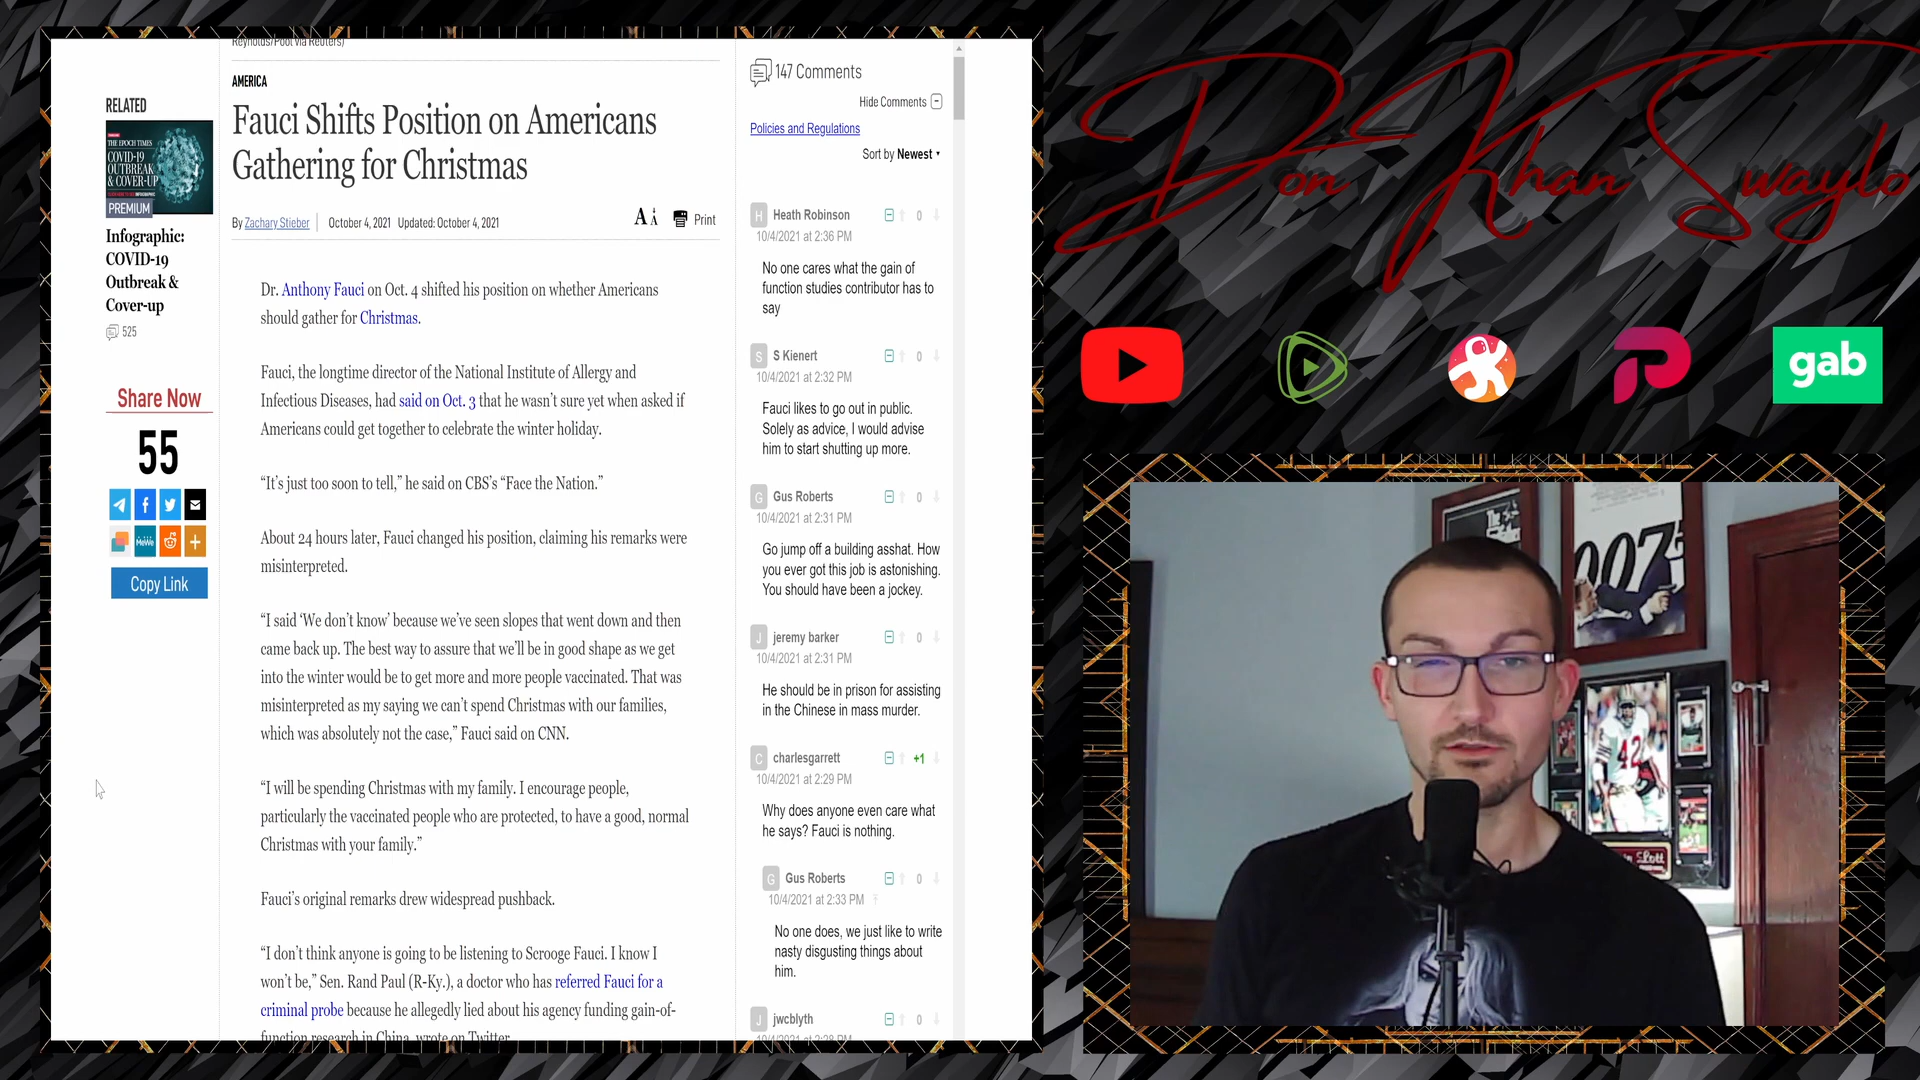 Reynolds/Pool via Reuters)
AMERICA
Fauci Shifts Position on Americans
Gathering for Christmas
By Zachary Stieber
October 4, 2021 Updated: October 4, 2021
A A
Print
Dr. Anthony Fauci on Oct. 4 shifted his position on whether Americans
should gather for Christmas.
Fauci, the longtime director of the National Institute of Allergy and
Infectious Diseases, had said on Oct. 3 that he wasn't sure yet when asked if
Americans could get together to celebrate the winter holiday.
“It's just too soon to tell,” he said on CBS's “Face the Nation.”
About 24 hours later, Fauci changed his position, claiming his remarks were
misinterpreted.
“I said ‘We don't know’ because we've seen slopes that went down and then
came back up. The best way to assure that we'll be in good shape as we get
into the winter would be to get more and more people vaccinated. That was
misinterpreted as my saying we can't spend Christmas with our families,
which was absolutely not the case,” Fauci said on CNN.
“I will be spending Christmas with my family. I encourage people,
particularly the vaccinated people who are protected, to have a good, normal
Christmas with your family.”
Fauci's original remarks drew widespread pushback.
“I don't think anyone is going to be listening to Scrooge Fauci. I know I
won't be,” Sen. Rand Paul (R-Ky.), a doctor who has referred Fauci for a
criminal probe because he allegedly lied about his agency funding gain-of-
function research in China, wrote on Twitter.
RELATED
THE EPOCH TIMES
COVID-19
OUTBREAK
& COVER-UP
PREMIUM
Infographic:
COVID-19
Outbreak &
Cover-up
525
Share Now
55
MeWe
Copy Link
147 Comments
Hide Comments
Policies and Regulations
Sort by Newest
H Heath Robinson 0
10/4/2021 at 2:36 PM
No one cares what the gain of
function studies contributor has to
say
S S Kienert 0
10/4/2021 at 2:32 PM
Fauci likes to go out in public.
Solely as advice, I would advise
him to start shutting up more.
G Gus Roberts 0
10/4/2021 at 2:31 PM
Go jump off a building asshat. How
you ever got this job is astonishing.
You should have been a jockey.
J jeremy barker 0
10/4/2021 at 2:31 PM
He should be in prison for assisting
in the Chinese in mass murder.
C charlesgarrett +1
10/4/2021 at 2:29 PM
Why does anyone even care what
he says? Fauci is nothing.
G Gus Roberts 0
10/4/2021 at 2:33 PM
No one does, we just like to write
nasty disgusting things about
him.
J jwcblyth 0
Don Khan Swaylo
gab
007
42